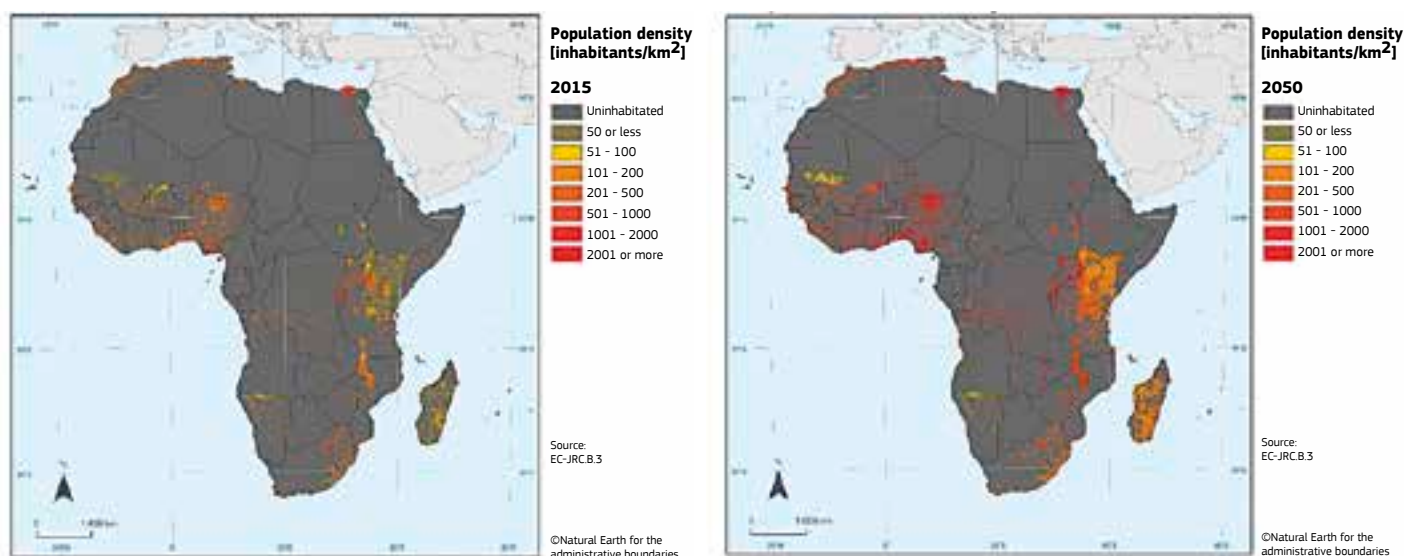 Population density
[inhabitants/km2]
2015
Uninhabitated
50 or less
51 - 100
101 - 200
201 - 500
501 - 1000
1001 - 2000
2001 or more
Source:
EC-JRC.B.3
©Natural Earth for the
administrative boundaries
Population density
[inhabitants/km2]
2050
Uninhabitated
50 or less
51 - 100
101 - 200
201 - 500
501 - 1000
1001 - 2000
2001 or more
Source:
EC-JRC.B.3
©Natural Earth for the
administrative boundaries